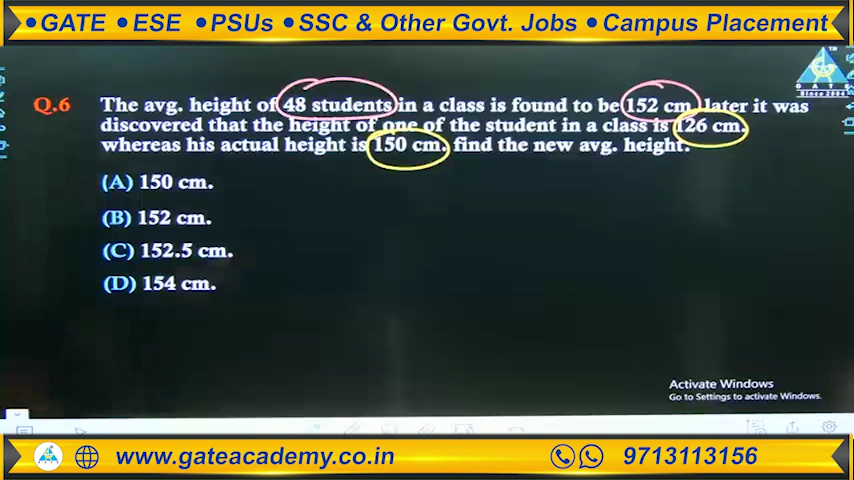 •GATE •ESE •PSUs •SSC & Other Govt. Jobs •Campus Placement
GATE
Since 2004
Q.6 The avg. height of 48 students in a class is found to be 152 cm. later it was
discovered that the height of one of the student in a class is 126 cm.
whereas his actual height is 150 cm. find the new avg. height.
(A) 150 cm.
(B) 152 cm.
(C) 152.5 cm.
(D) 154 cm.
Activate Windows
Go to Settings to activate Windows.
www.gateacademy.co.in 9713113156